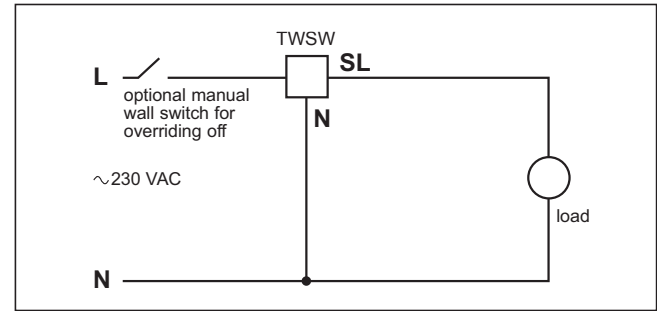 TWSW
L
SL
optional manual
wall switch for
overriding off
N
~230 VAC
load
N